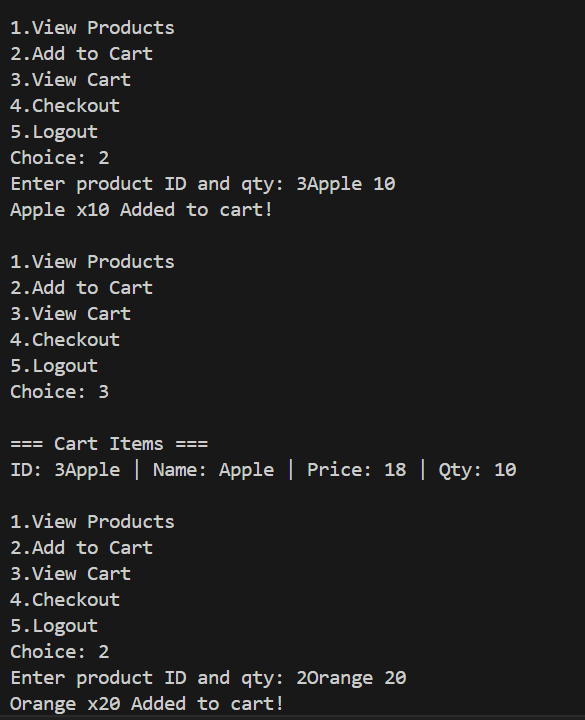 1.View Products
2.Add to Cart
3.View Cart
4.Checkout
5.Logout
Choice: 2
Enter product ID and qty: 3Apple 10
Apple x10 Added to cart!
1.View Products
2.Add to Cart
3.View Cart
4.Checkout
5.Logout
Choice: 3
=== Cart Items ===
ID: 3Apple | Name: Apple | Price: 18 | Qty: 10
1.View Products
2.Add to Cart
3.View Cart
4.Checkout
5.Logout
Choice: 2
Enter product ID and qty: 2Orange 20
Orange x20 Added to cart!